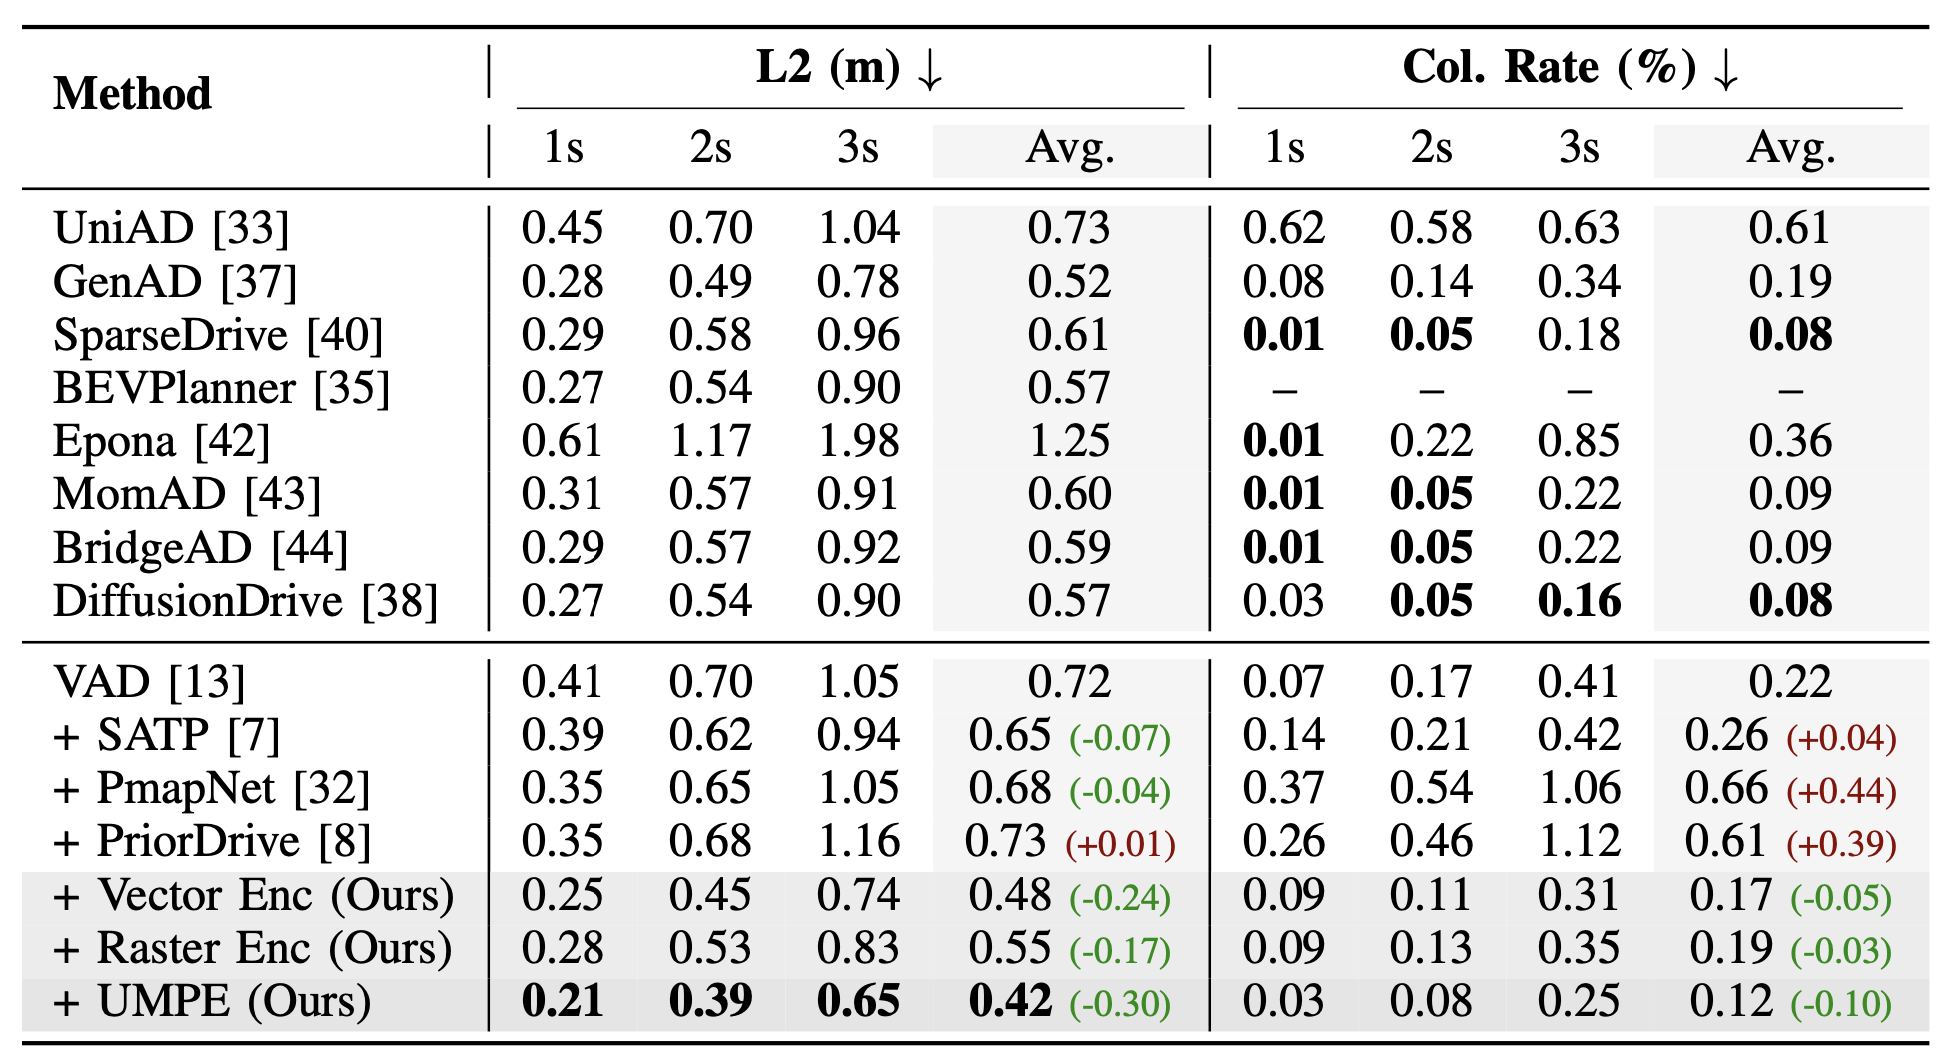 Method L2 (m) ↓ Col. Rate (%) ↓
1s 2s 3s Avg. 1s 2s 3s Avg.
UniAD [33] 0.45 0.70 1.04 0.73 0.62 0.58 0.63 0.61
GenAD [37] 0.28 0.49 0.78 0.52 0.08 0.14 0.34 0.19
SparseDrive [40] 0.29 0.58 0.96 0.61 0.01 0.05 0.18 0.08
BEVPlanner [35] 0.27 0.54 0.90 0.57 – – – –
Epona [42] 0.61 1.17 1.98 1.25 0.01 0.22 0.85 0.36
MomAD [43] 0.31 0.57 0.91 0.60 0.01 0.05 0.22 0.09
BridgeAD [44] 0.29 0.57 0.92 0.59 0.01 0.05 0.22 0.09
DiffusionDrive [38] 0.27 0.54 0.90 0.57 0.03 0.05 0.16 0.08
VAD [13] 0.41 0.70 1.05 0.72 0.07 0.17 0.41 0.22
+ SATP [7] 0.39 0.62 0.94 0.65 (-0.07) 0.14 0.21 0.42 0.26 (+0.04)
+ PmapNet [32] 0.35 0.65 1.05 0.68 (-0.04) 0.37 0.54 1.06 0.66 (+0.44)
+ PriorDrive [8] 0.35 0.68 1.16 0.73 (+0.01) 0.26 0.46 1.12 0.61 (+0.39)
+ Vector Enc (Ours) 0.25 0.45 0.74 0.48 (-0.24) 0.09 0.11 0.31 0.17 (-0.05)
+ Raster Enc (Ours) 0.28 0.53 0.83 0.55 (-0.17) 0.09 0.13 0.35 0.19 (-0.03)
+ UMPE (Ours) 0.21 0.39 0.65 0.42 (-0.30) 0.03 0.08 0.25 0.12 (-0.10)